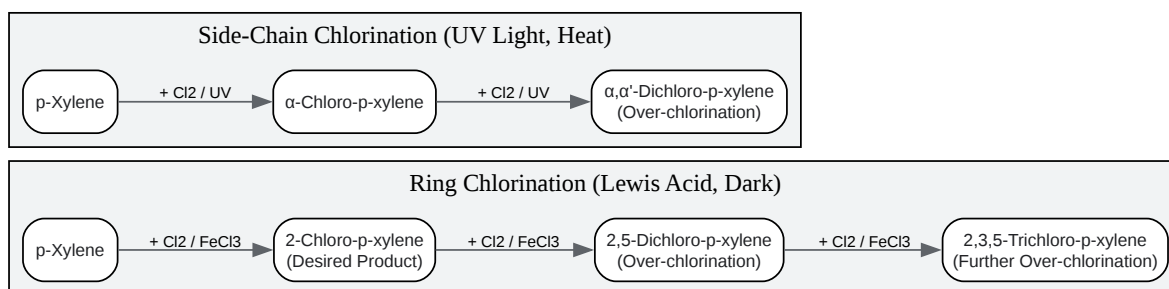 Side-Chain Chlorination (UV Light, Heat)
p-Xylene
+ Cl2 / UV
α-Chloro-p-xylene
+ Cl2 / UV
α,α'-Dichloro-p-xylene
(Over-chlorination)
Ring Chlorination (Lewis Acid, Dark)
p-Xylene
+ Cl2 / FeCl3
2-Chloro-p-xylene
(Desired Product)
+ Cl2 / FeCl3
2,5-Dichloro-p-xylene
(Over-chlorination)
+ Cl2 / FeCl3
2,3,5-Trichloro-p-xylene
(Further Over-chlorination)